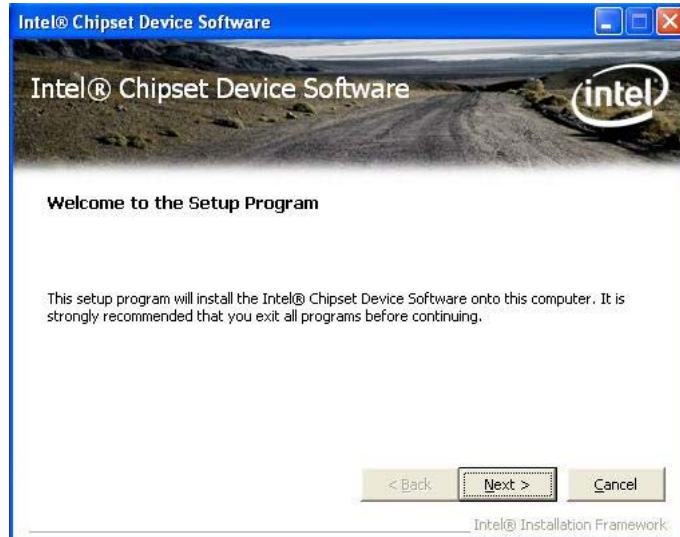 Intel® Chipset Device Software
Intel® Chipset Device Software
intel®
Welcome to the Setup Program
This setup program will install the Intel® Chipset Device Software onto this computer. It is
strongly recommended that you exit all programs before continuing.
< Back Next > Cancel
Intel® Installation Framework